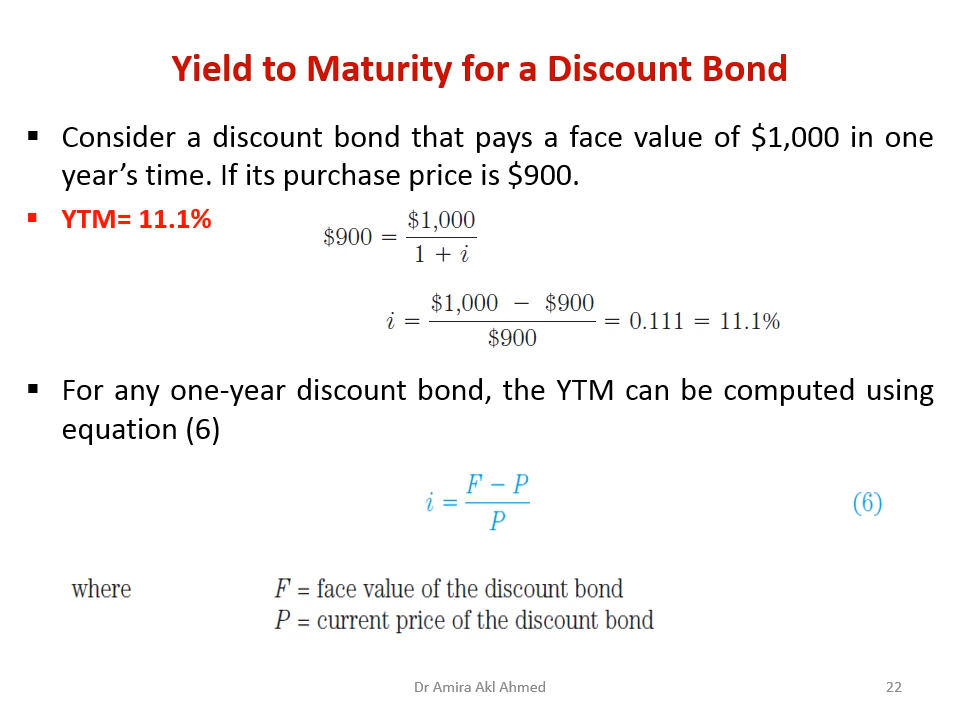 Yield to Maturity for a Discount Bond
▪ Consider a discount bond that pays a face value of $1,000 in one
year’s time. If its purchase price is $900.
▪ YTM= 11.1%
$900 = $1,000 / 1 + i
i = $1,000 − $900 / $900 = 0.111 = 11.1%
▪ For any one-year discount bond, the YTM can be computed using
equation (6)
i = F − P / P (6)
where F = face value of the discount bond
P = current price of the discount bond
Dr Amira Akl Ahmed 22